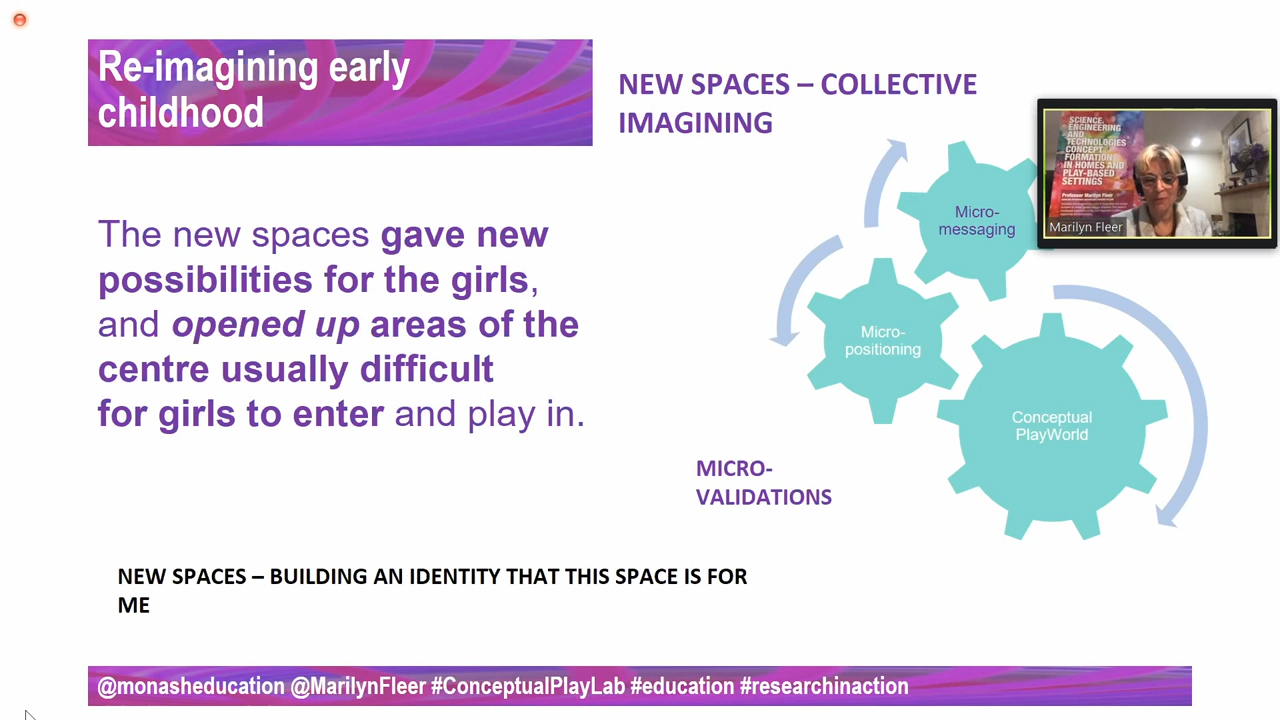 Re-imagining early
childhood
NEW SPACES – COLLECTIVE
IMAGINING
The new spaces gave new
possibilities for the girls,
and opened up areas of the
centre usually difficult
for girls to enter and play in.
Micro-
messaging
Micro-
positioning
Conceptual
PlayWorld
MICRO-
VALIDATIONS
NEW SPACES – BUILDING AN IDENTITY THAT THIS SPACE IS FOR
ME
SCIENCE,
ENGINEERING
AND
TECHNOLOGIES
CONCEPT
FORMATION
IN HOMES AND
PLAY-BASED
SETTINGS
Professor Marilyn Fleer
Marilyn Fleer
@monasheducation @MarilynFleer #ConceptualPlayLab #education #researchinaction